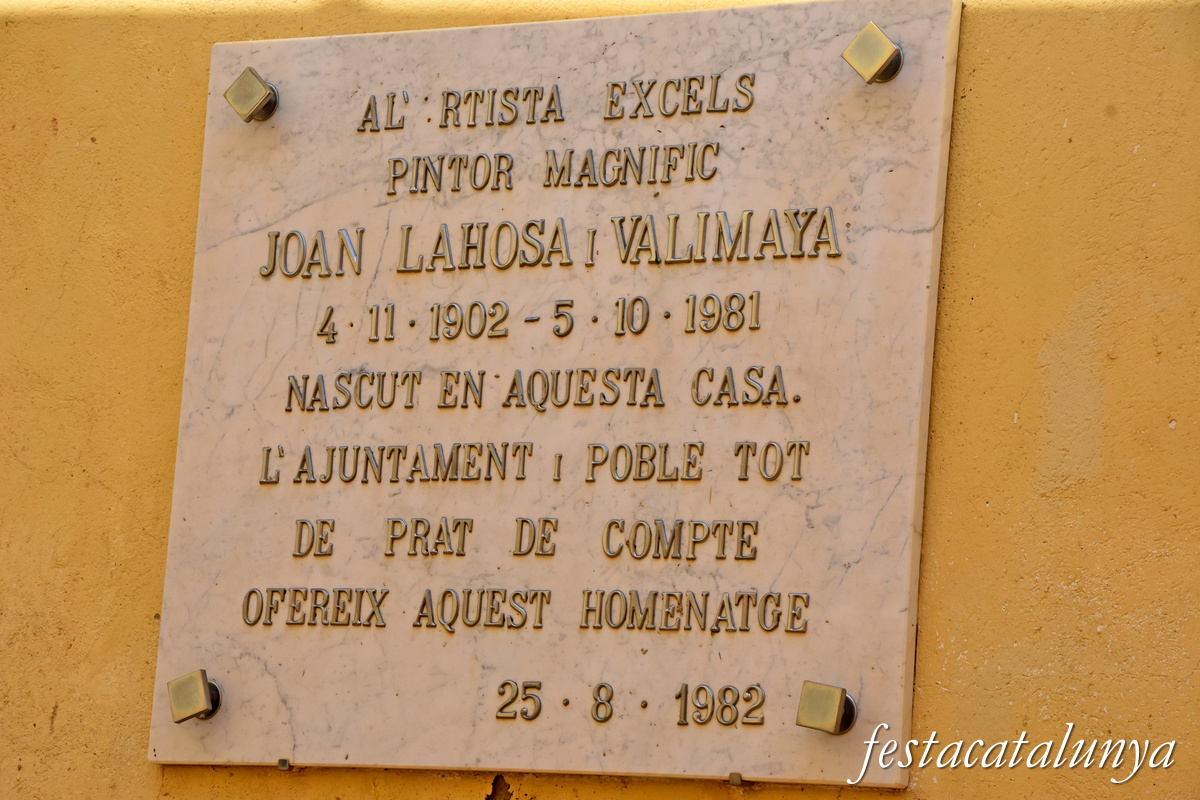 AL' RTISTA EXCELS
PINTOR MAGNIFIC
JOAN LAHOSA I VALIMAYA
4 · 11 · 1902 - 5 · 10 · 1981
NASCUT EN AQUESTA CASA.
L'AJUNTAMENT I POBLE TOT
DE PRAT DE COMPTE
OFEREIX AQUEST HOMENATGE
25 · 8 · 1982
festacatalunya